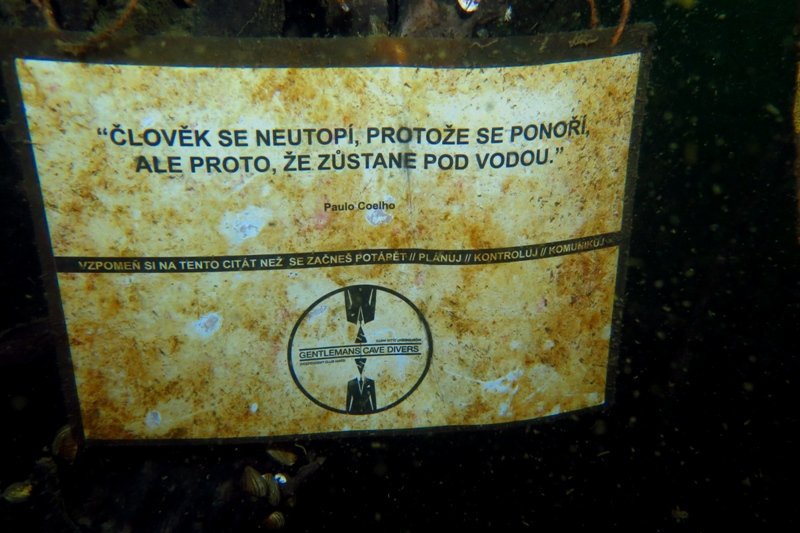 “ČLOVĚK SE NEUTOPÍ, PROTOŽE SE PONOŘÍ,
ALE PROTO, ŽE ZŮSTANE POD VODOU.”
Paulo Coelho
VZPOMEŇ SI NA TENTO CITÁT NEŽ SE ZAČNEŠ POTÁPĚT // PLÁNUJ // KONTROLUJ // KOMUNIKUJ
GENTLEMANS CAVE DIVERS